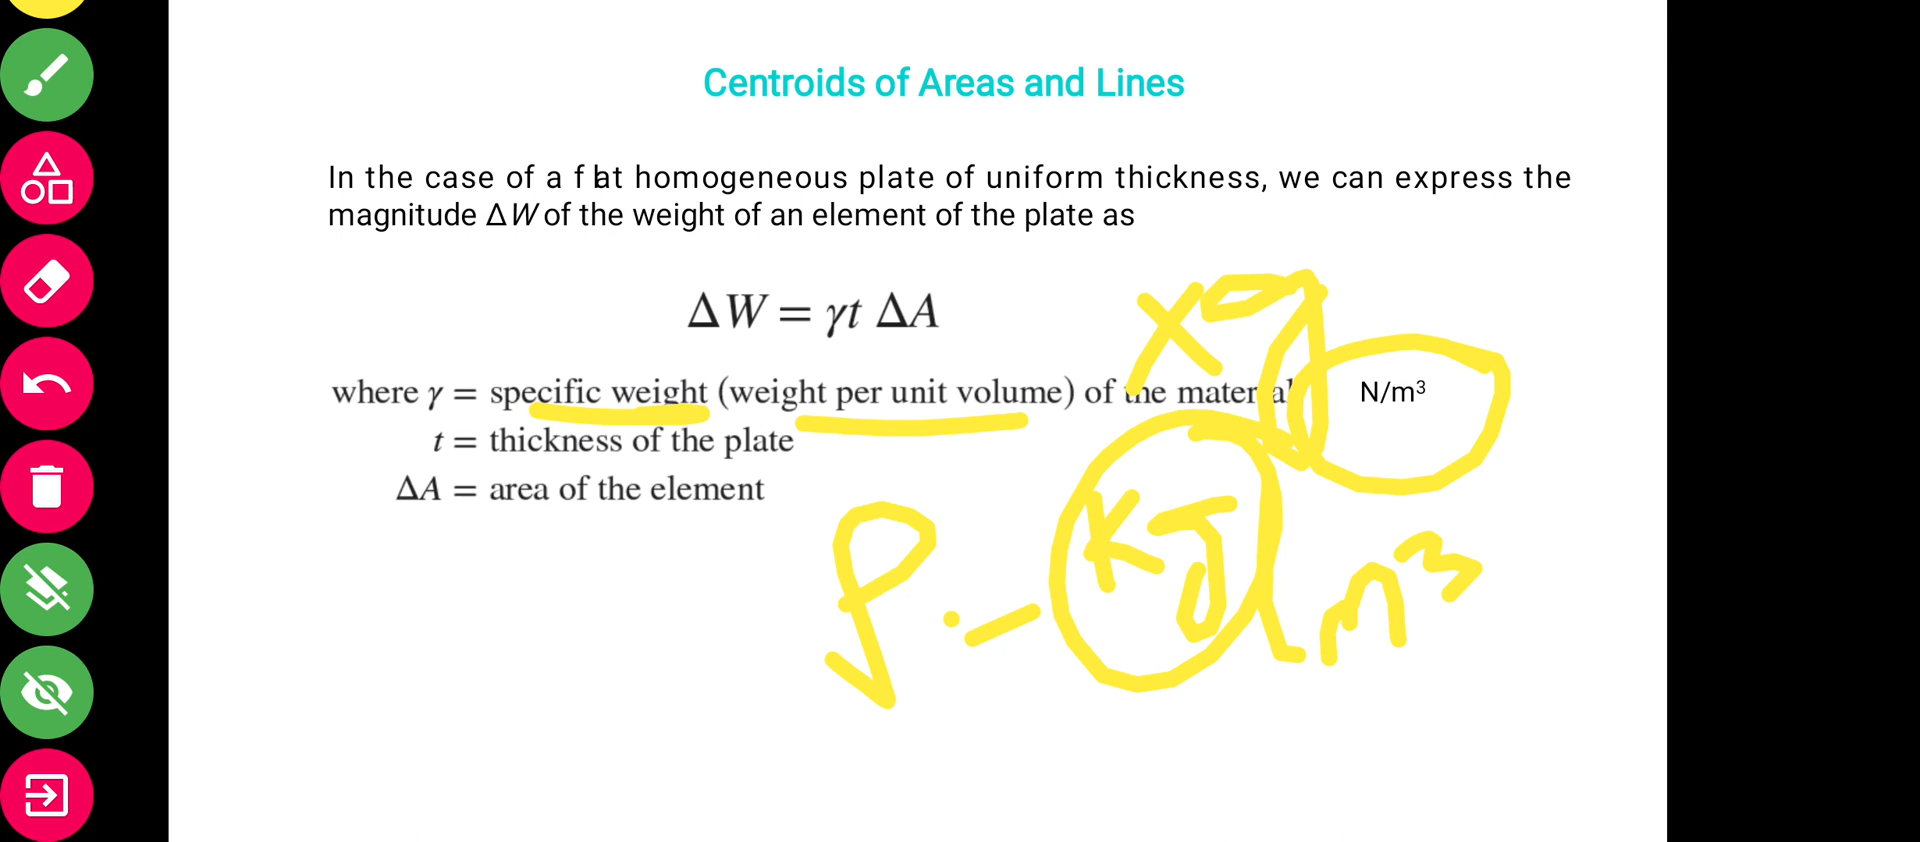 Centroids of Areas and Lines
In the case of a flat homogeneous plate of uniform thickness, we can express the
magnitude ΔW of the weight of an element of the plate as
ΔW = γt ΔA
x g
where γ = specific weight (weight per unit volume) of the material N/m³
t = thickness of the plate
ΔA = area of the element
ρ - Kg/m³